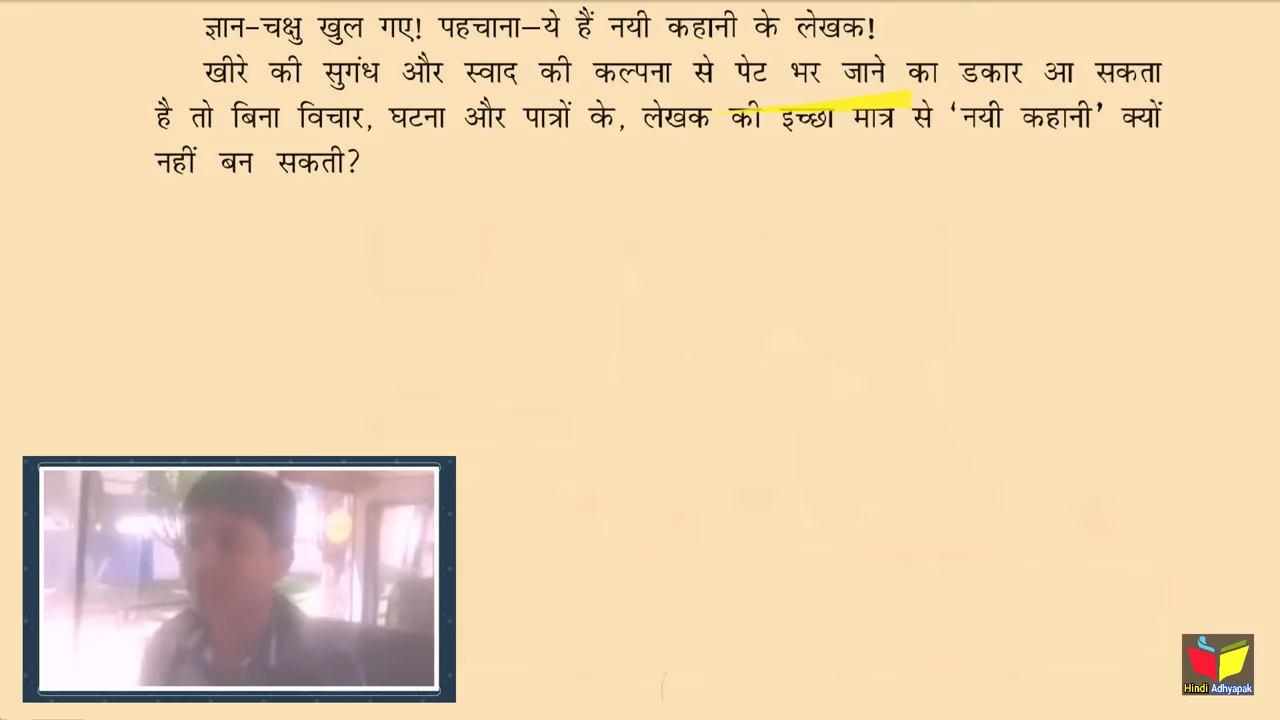 ज्ञान-चक्षु खुल गए! पहचाना—ये हैं नयी कहानी के लेखक!
खीरे की सुगंध और स्वाद की कल्पना से पेट भर जाने का डकार आ सकता
है तो बिना विचार, घटना और पात्रों के, लेखक की इच्छा मात्र से ‘नयी कहानी’ क्यों
नहीं बन सकती?
Hindi Adhyapak